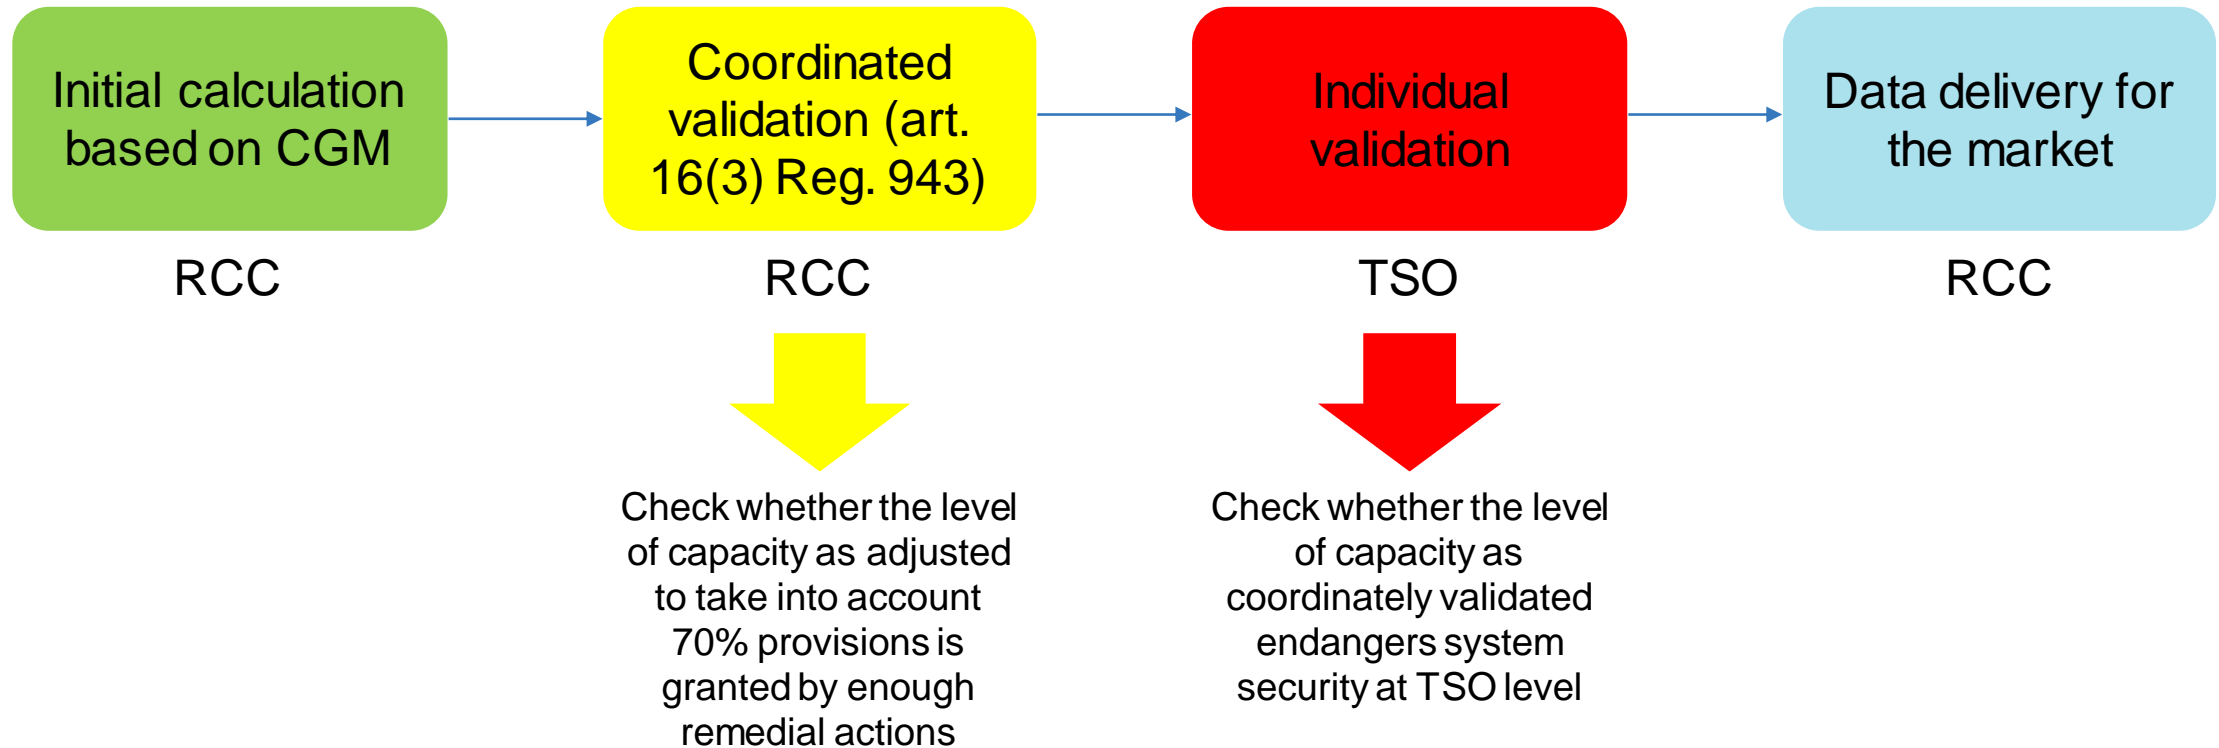 Initial calculation
based on CGM
Coordinated
validation (art.
16(3) Reg. 943)
Individual
validation
Data delivery for
the market
RCC
RCC
TSO
RCC
Check whether the level
of capacity as adjusted
to take into account
70% provisions is
granted by enough
remedial actions
Check whether the level
of capacity as
coordinately validated
endangers system
security at TSO level